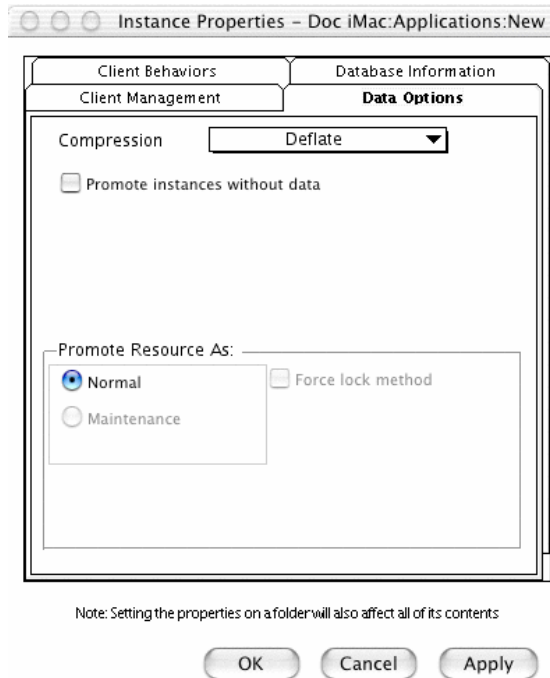 Instance Properties – Doc iMac:Applications:New
Client Behaviors
Database Information
Client Management
Data Options
Compression
Deflate
Promote instances without data
Promote Resource As:
Normal
Force lock method
Maintenance
Note: Setting the properties on a folder will also affect all of its contents
OK
Cancel
Apply